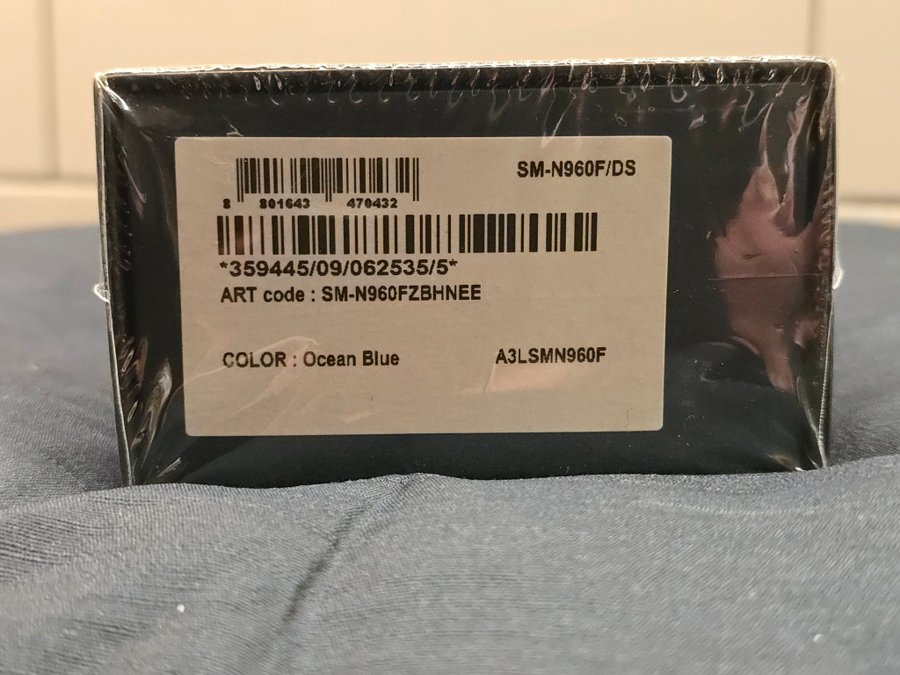 SM-N960F/DS
8 801643 470432
*359445/09/062535/5*
ART code : SM-N960FZBHNEE
COLOR : Ocean Blue
A3LSMN960F